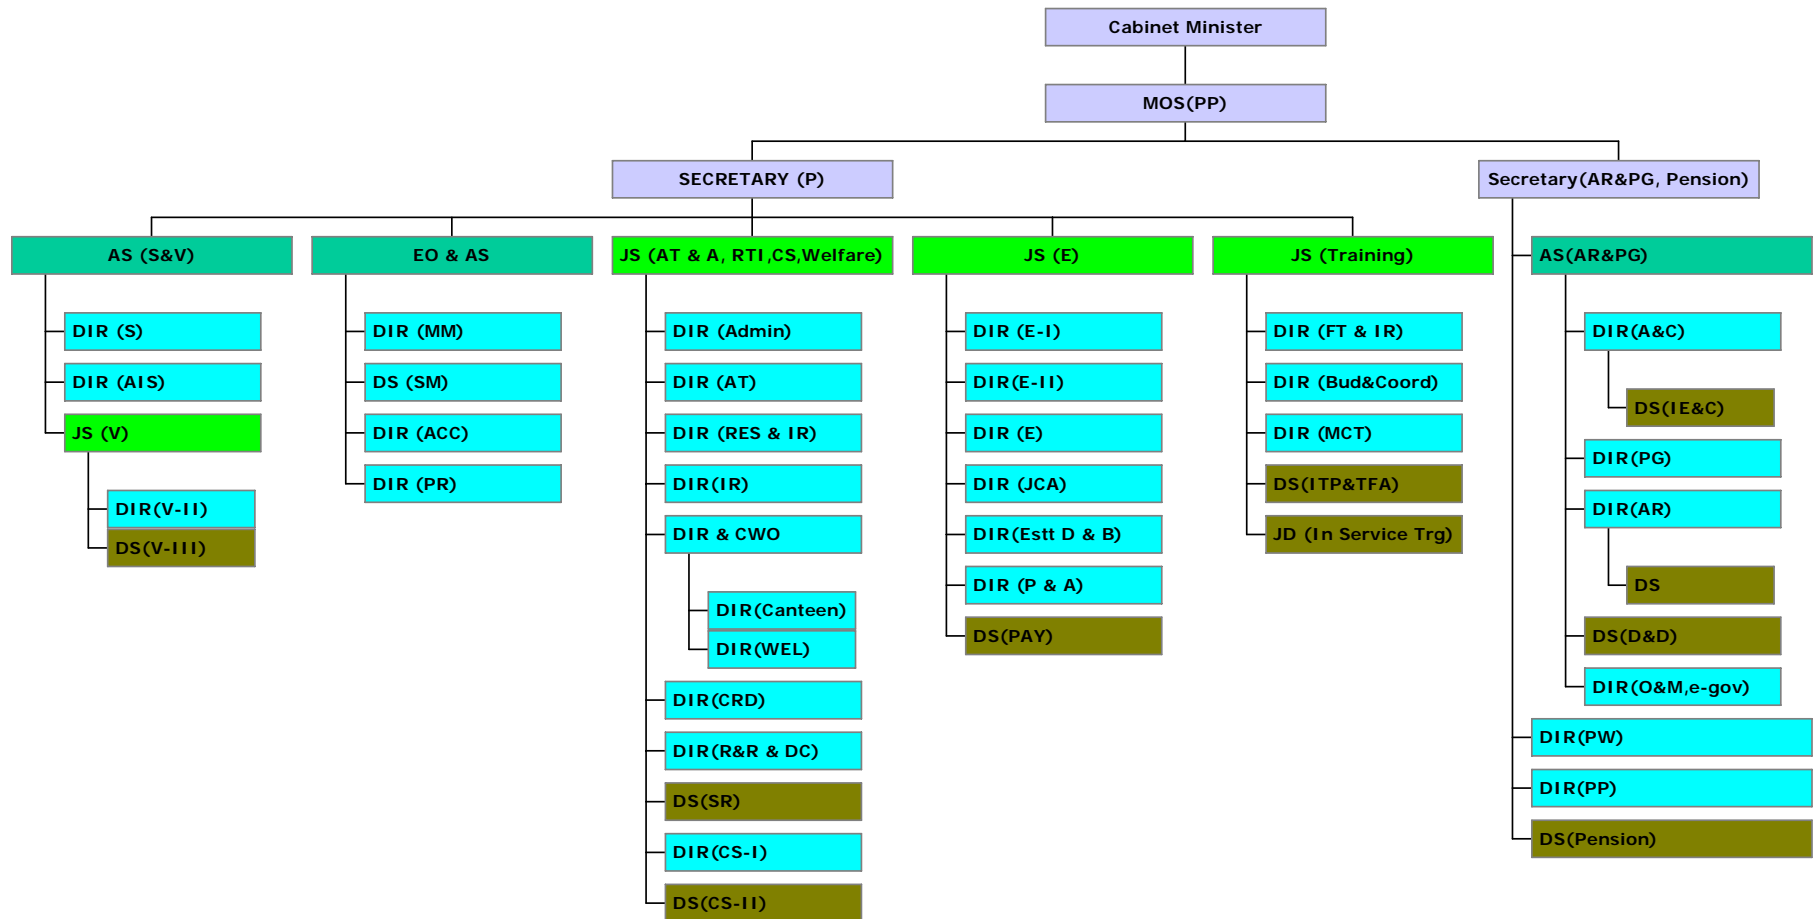 Cabinet Minister
MOS(PP)
SECRETARY (P)
Secretary(AR&PG, Pension)
AS (S&V)
EO & AS
JS (AT & A, RTI,CS,Welfare)
JS (E)
JS (Training)
AS(AR&PG)
DIR (S)
DIR (AIS)
JS (V)
DIR(V-II)
DS(V-III)
DIR (MM)
DS (SM)
DIR (ACC)
DIR (PR)
DIR (Admin)
DIR (AT)
DIR (RES & IR)
DIR(IR)
DIR & CWO
DIR(Canteen)
DIR(WEL)
DIR(CRD)
DIR(R&R & DC)
DS(SR)
DIR(CS-I)
DS(CS-II)
DIR (E-I)
DIR(E-II)
DIR (E)
DIR (JCA)
DIR(Estt D & B)
DIR (P & A)
DS(PAY)
DIR (FT & IR)
DIR (Bud&Coord)
DIR (MCT)
DS(ITP&TFA)
JD (In Service Trg)
DIR(A&C)
DS(IE&C)
DIR(PG)
DIR(AR)
DS
DS(D&D)
DIR(O&M,e-gov)
DIR(PW)
DIR(PP)
DS(Pension)